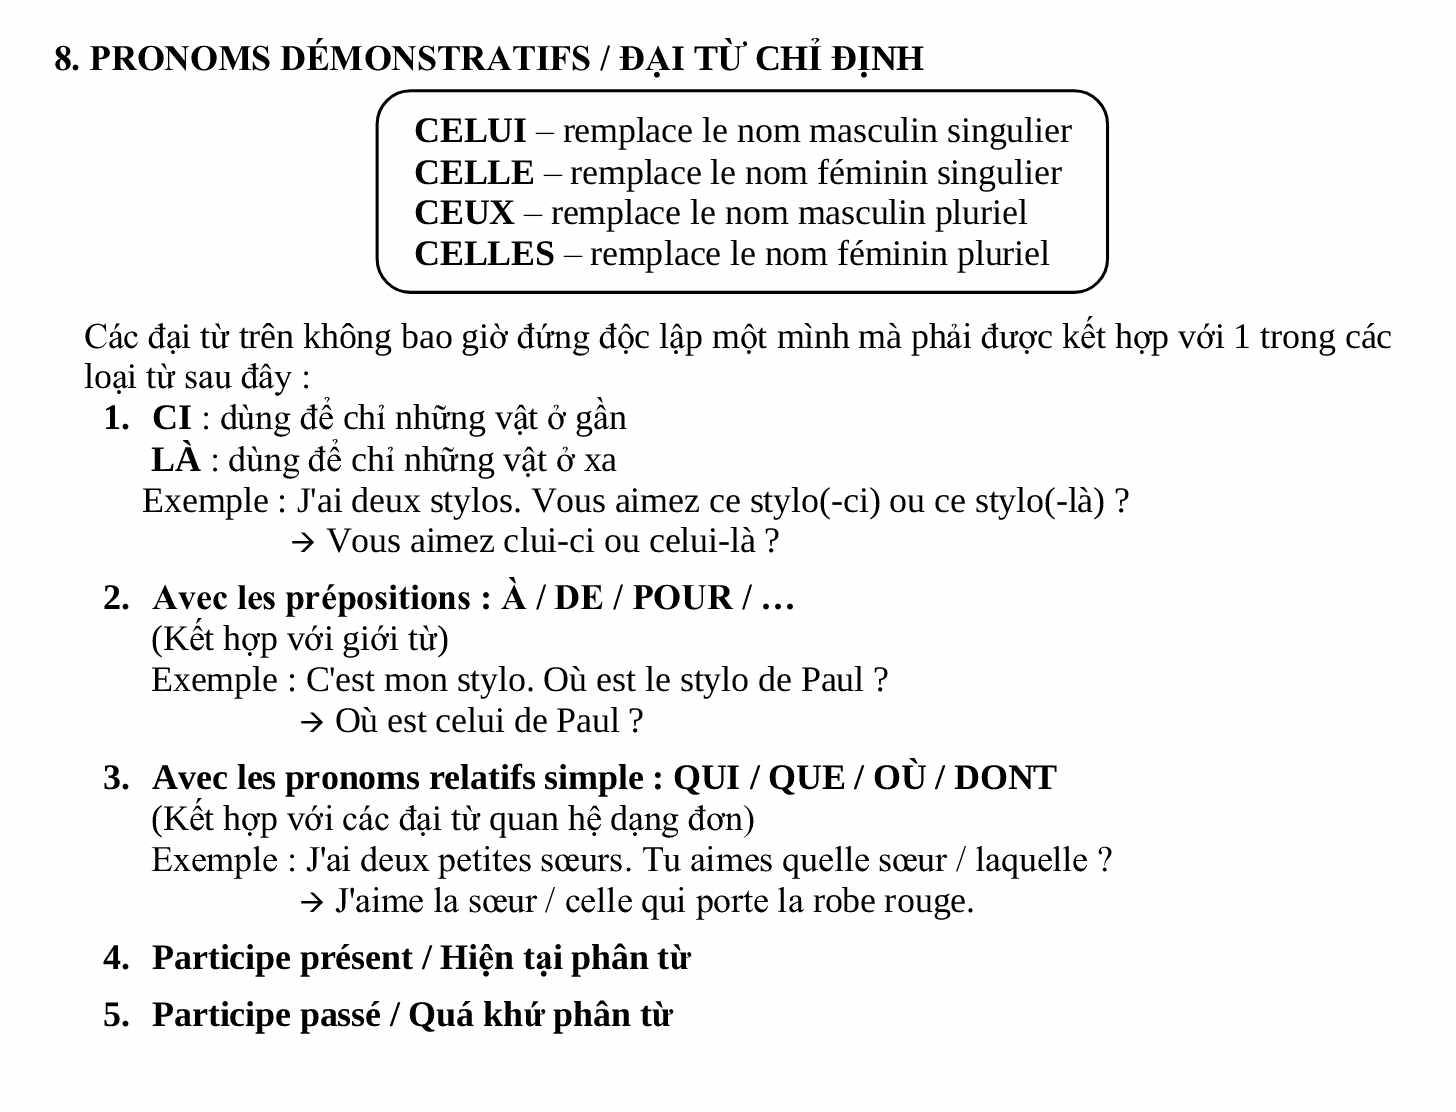 8. PRONOMS DÉMONSTRATIFS / ĐẠI TỪ CHỈ ĐỊNH
CELUI – remplace le nom masculin singulier
CELLE – remplace le nom féminin singulier
CEUX – remplace le nom masculin pluriel
CELLES – remplace le nom féminin pluriel
Các đại từ trên không bao giờ đứng độc lập một mình mà phải được kết hợp với 1 trong các
loại từ sau đây :
1. CI : dùng để chỉ những vật ở gần
LÀ : dùng để chỉ những vật ở xa
Exemple : J'ai deux stylos. Vous aimez ce stylo(-ci) ou ce stylo(-là) ?
→ Vous aimez clui-ci ou celui-là ?
2. Avec les prépositions : À / DE / POUR / …
(Kết hợp với giới từ)
Exemple : C'est mon stylo. Où est le stylo de Paul ?
→ Où est celui de Paul ?
3. Avec les pronoms relatifs simple : QUI / QUE / OÙ / DONT
(Kết hợp với các đại từ quan hệ dạng đơn)
Exemple : J'ai deux petites sœurs. Tu aimes quelle sœur / laquelle ?
→ J'aime la sœur / celle qui porte la robe rouge.
4. Participe présent / Hiện tại phân từ
5. Participe passé / Quá khứ phân từ